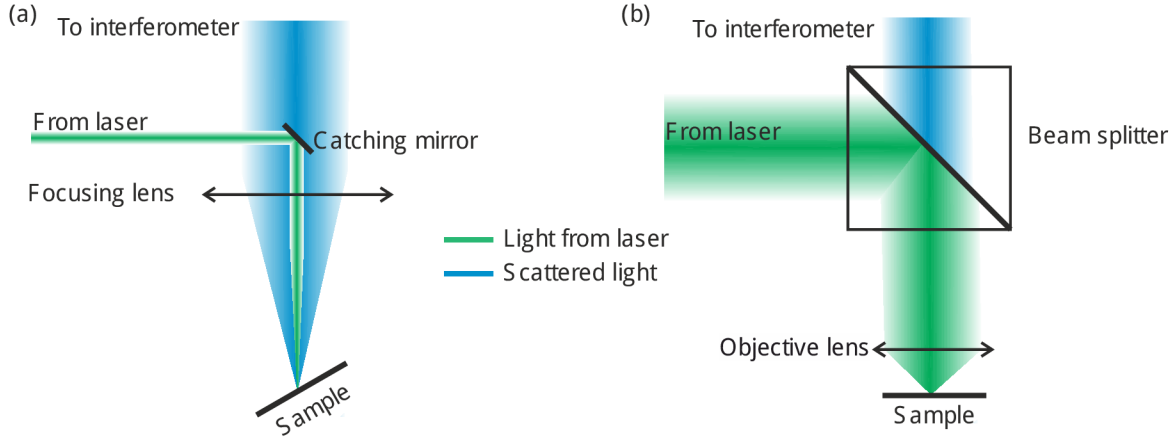 (a)
To interferometer
From laser
Catching mirror
Focusing lens
Light from laser
Scattered light
Sample
(b)
To interferometer
From laser
Beam splitter
Objective lens
Sample